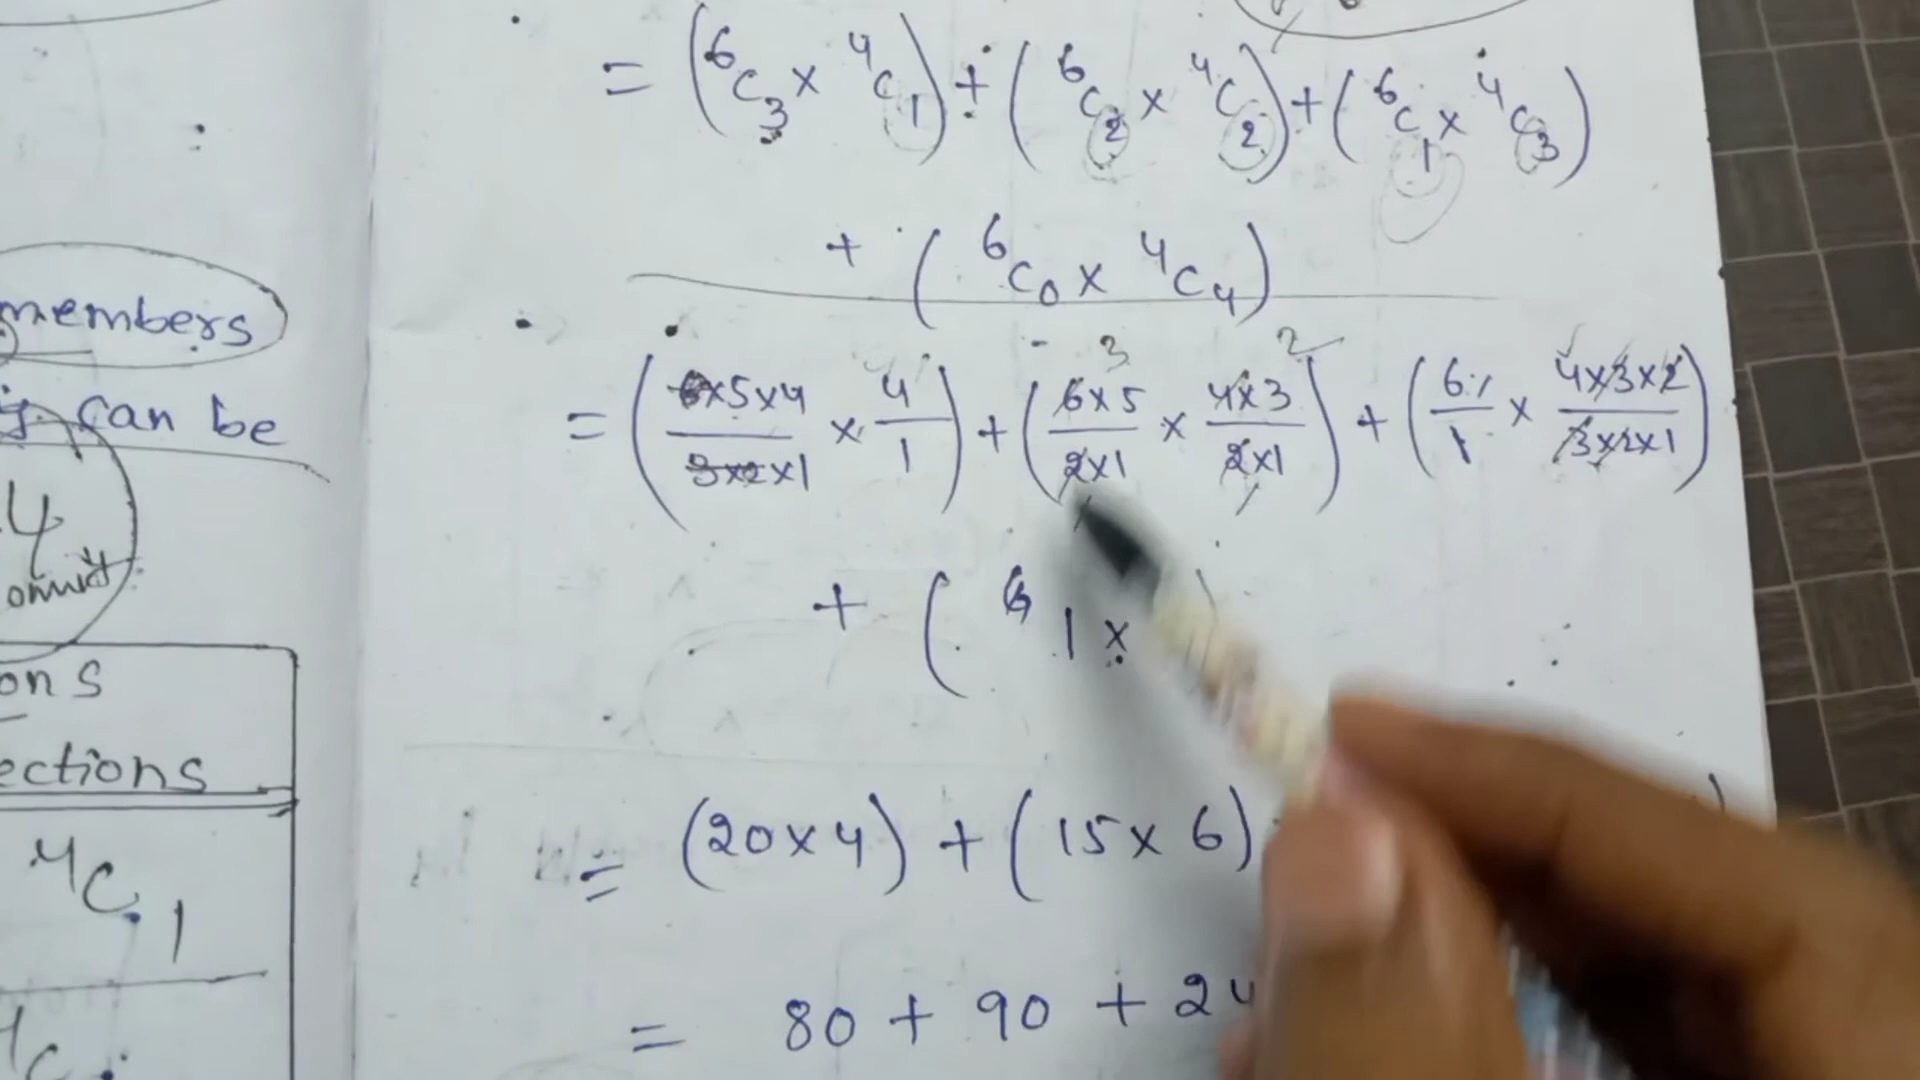 members
can be
4
ons
ections
⁴C₁
= (⁶C₃ × ⁴C₁) + (⁶C₂ × ⁴C₂) + (⁶C₁ × ⁴C₃)
+ (⁶C₀ × ⁴C₄)
3 2
= (6×5×4/3×2×1 × 4/1) + (6×5/2×1 × 4×3/2×1) + (6/1 × 4×3×2/3×2×1)
+ ( 1 × )
= (20×4) + (15×6)
= 80 + 90 + 24